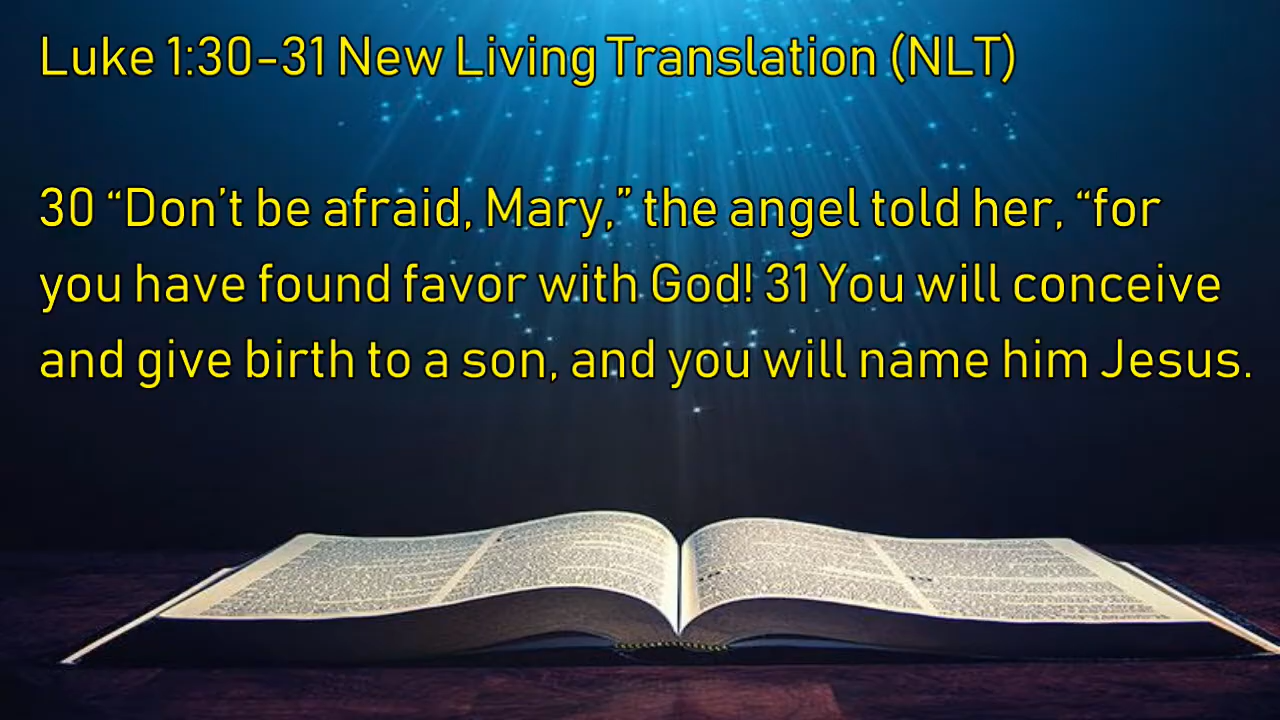 Luke 1:30-31 New Living Translation (NLT)
30 “Don’t be afraid, Mary,” the angel told her, “for
you have found favor with God! 31 You will conceive
and give birth to a son, and you will name him Jesus.